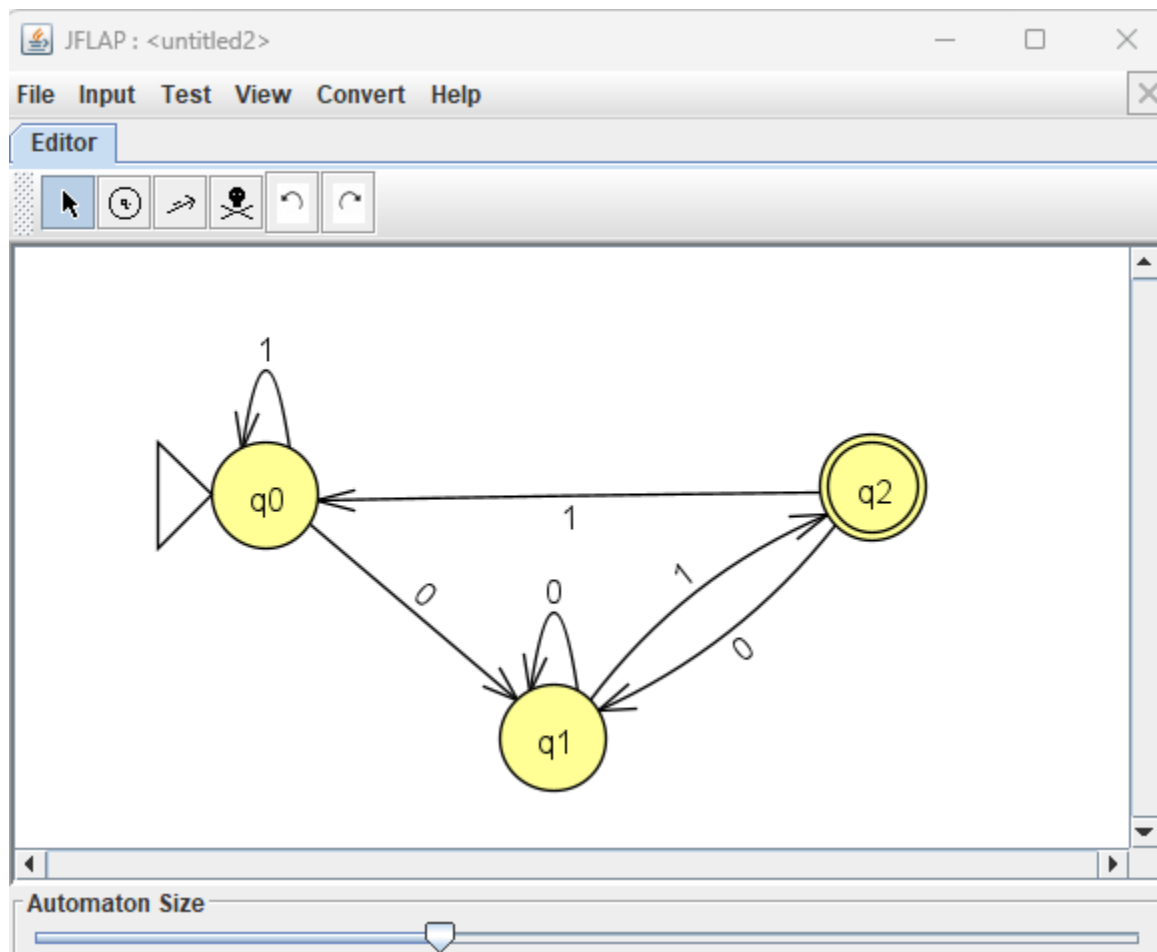 JFLAP : <untitled2>
File Input Test View Convert Help
Editor
1
q0
q2
1
0
0
1
0
q1
Automaton Size